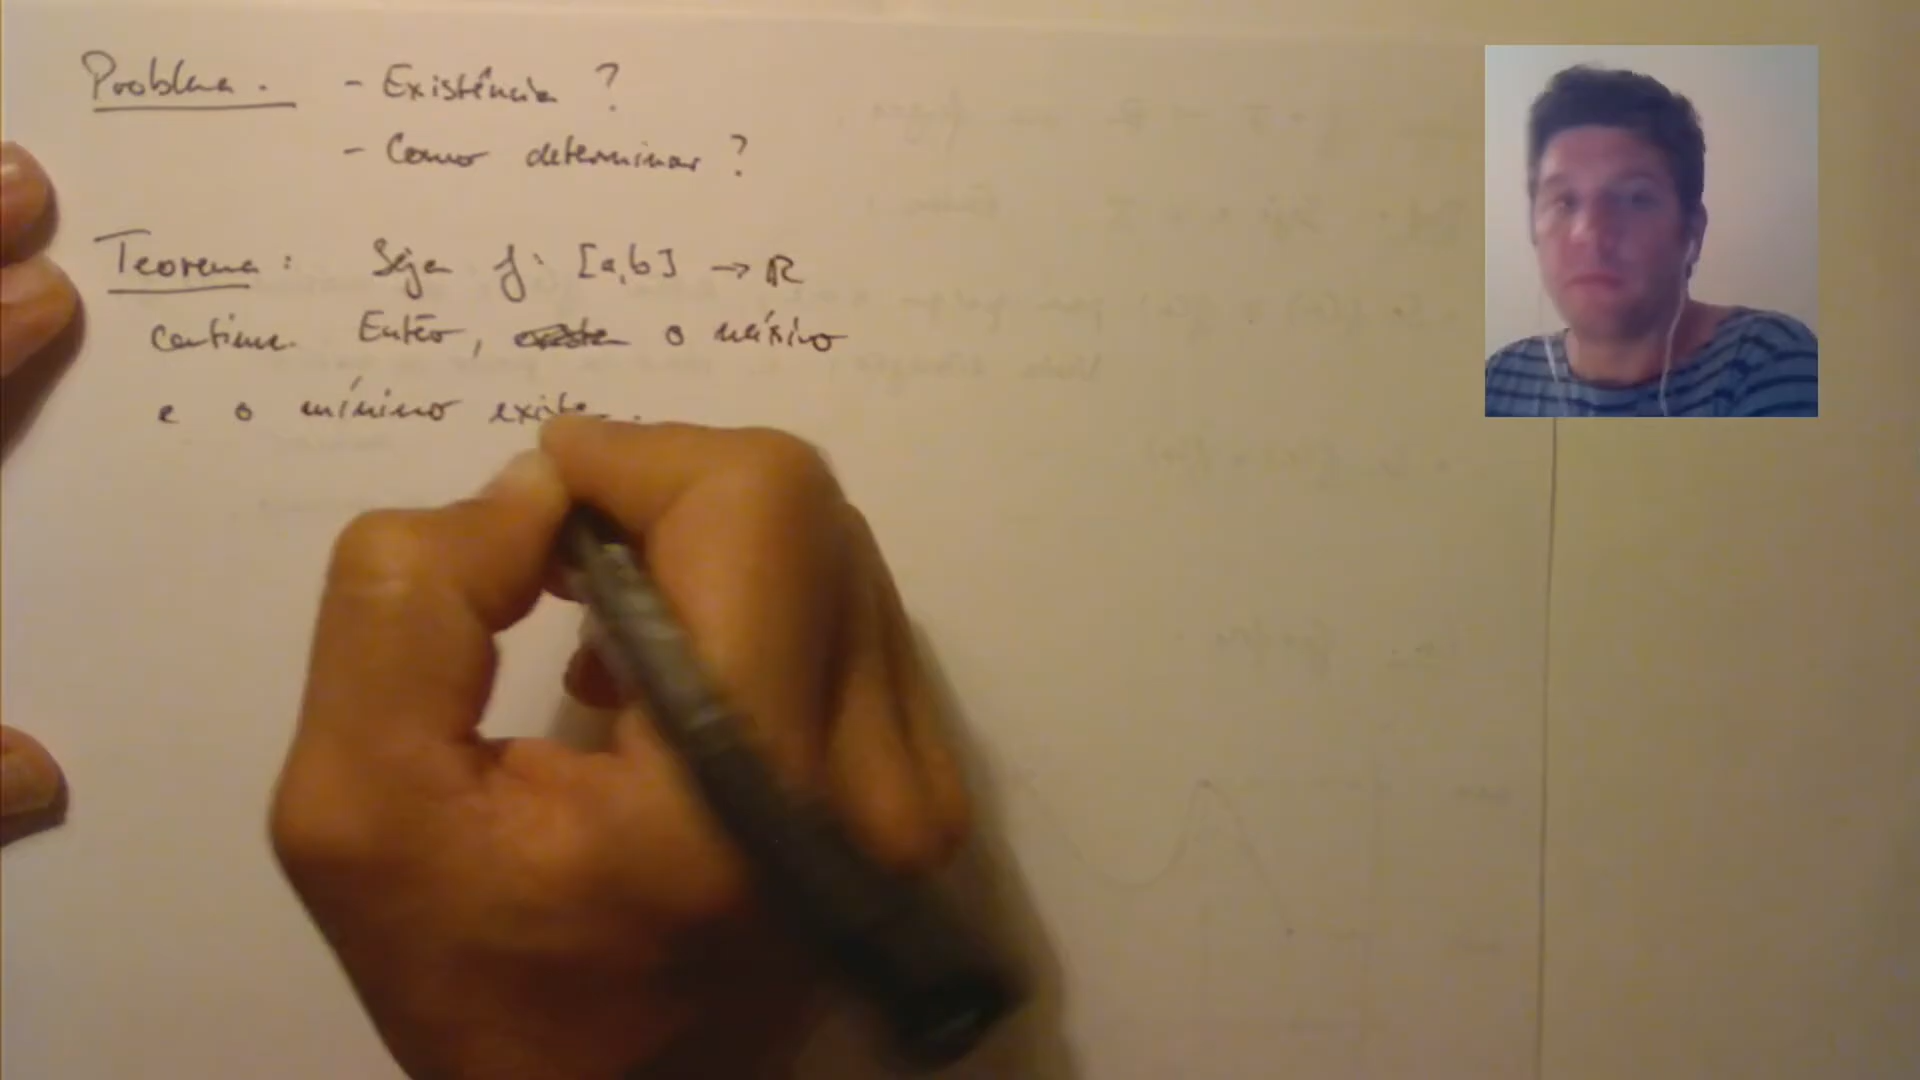 Problema. - Existência ?
- Como determinar ?
Teorema: Seja f: [a,b] → ℝ
contínua. Então, existe o máximo
e o mínimo existe.